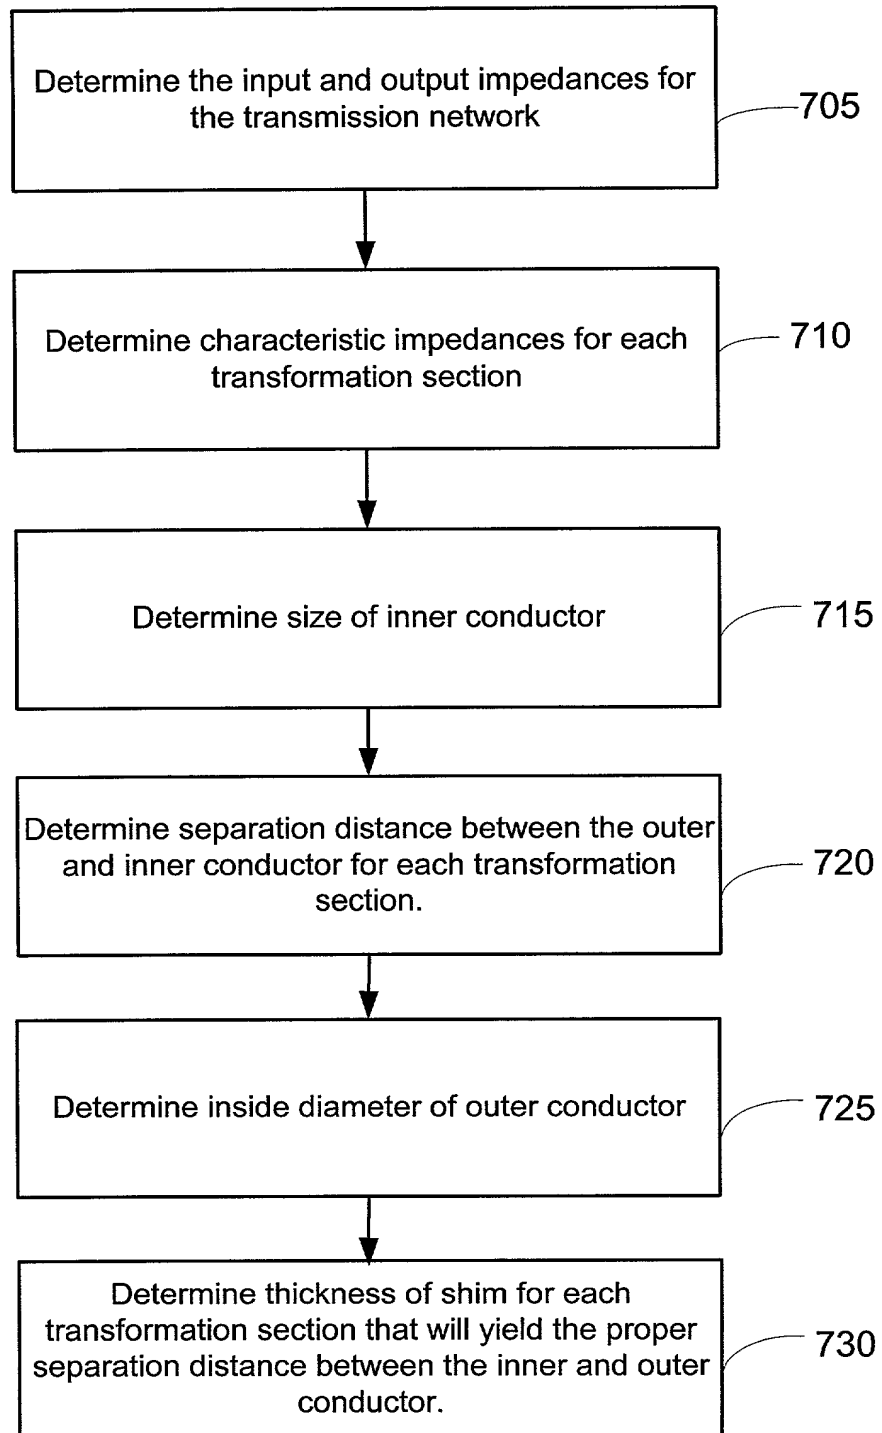 Determine the input and output impedances for
the transmission network
705
Determine characteristic impedances for each
transformation section
710
Determine size of inner conductor
715
Determine separation distance between the outer
and inner conductor for each transformation
section.
720
Determine inside diameter of outer conductor
725
Determine thickness of shim for each
transformation section that will yield the proper
separation distance between the inner and outer
conductor.
730